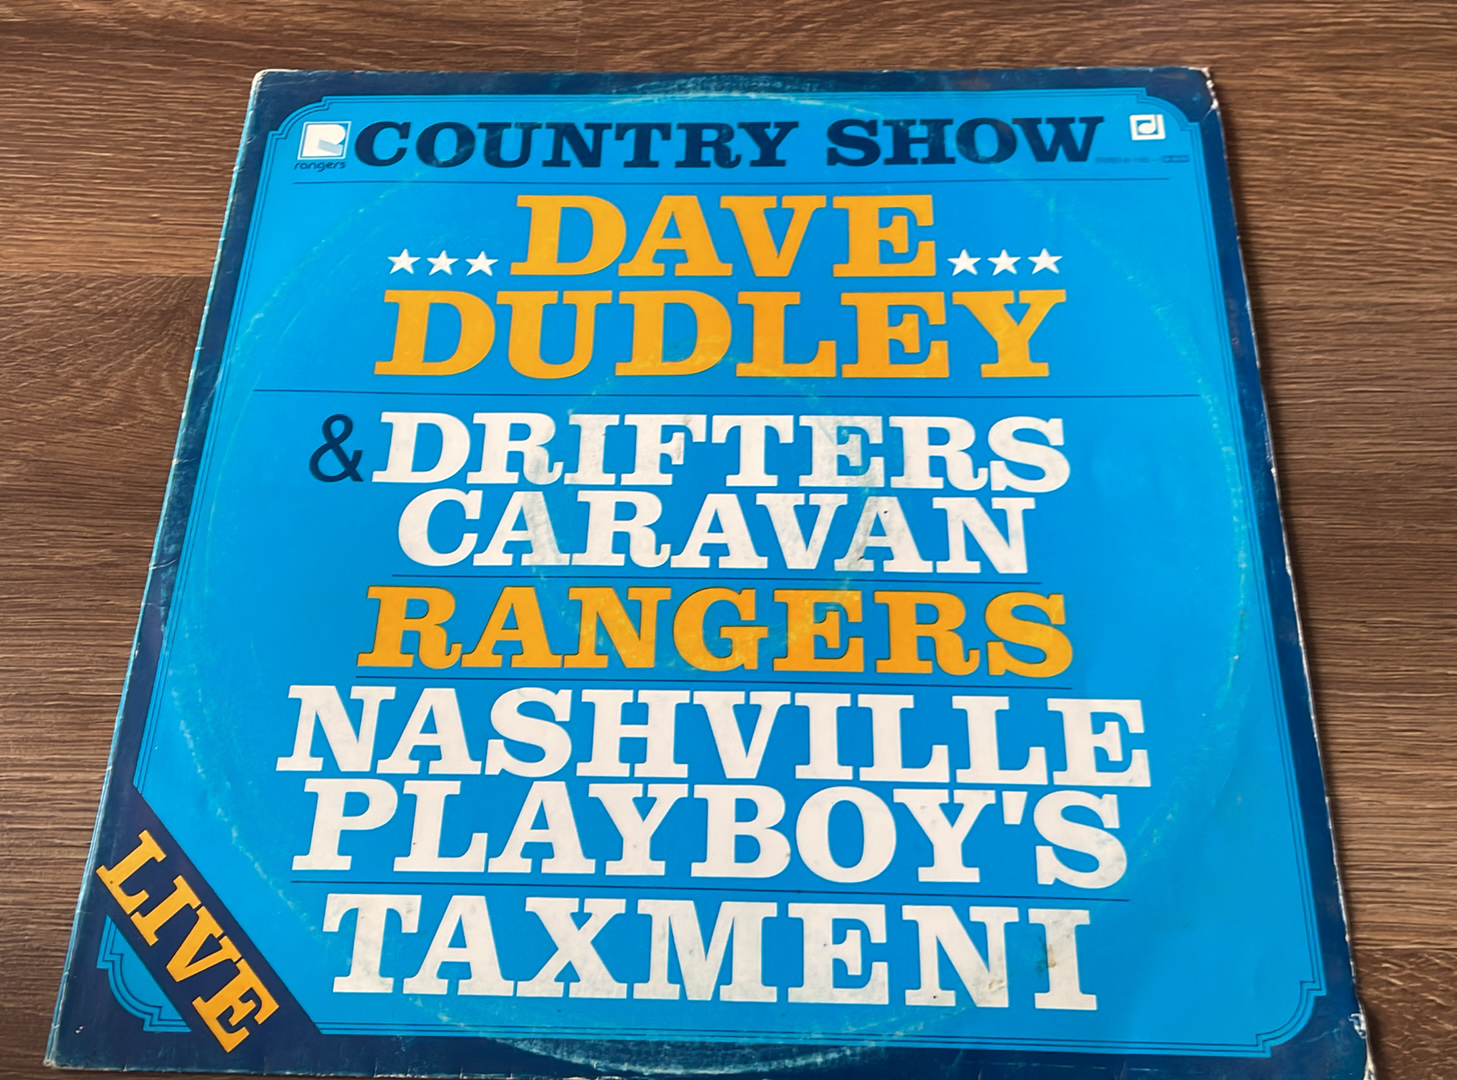 COUNTRY SHOW
rangers
DAVE
DUDLEY
& DRIFTERS
CARAVAN
RANGERS
NASHVILLE
PLAYBOY'S
TAXMENI
LIVE